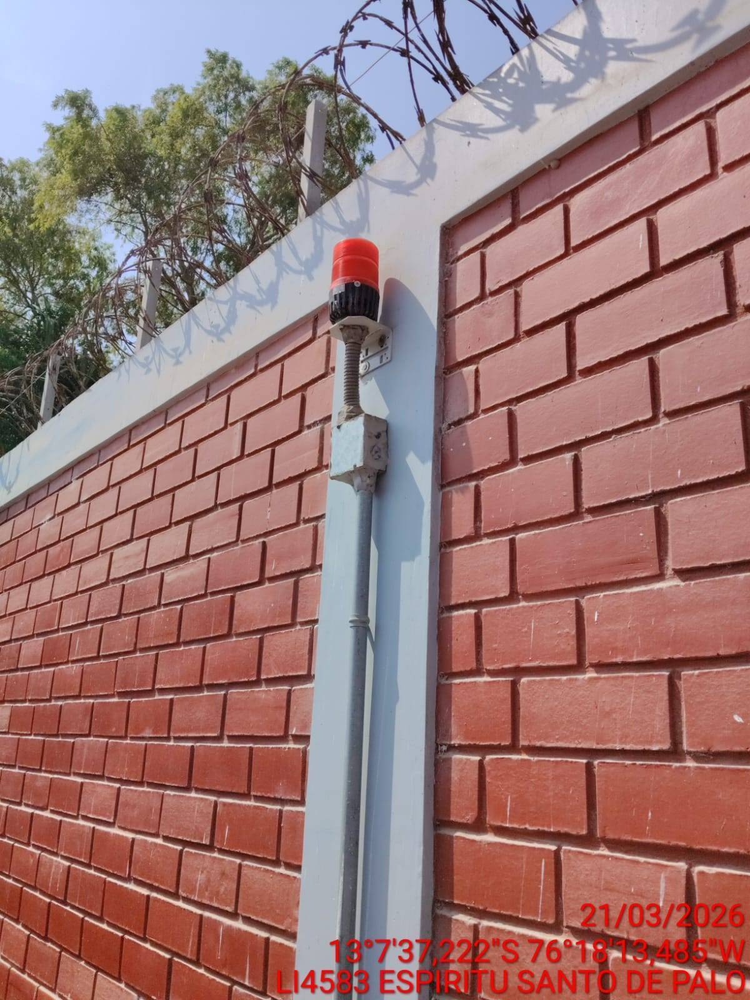 21/03/2026
13°7'37,222"S 76°18'13,485"W
LI4583 ESPIRITU SANTO DE PALO